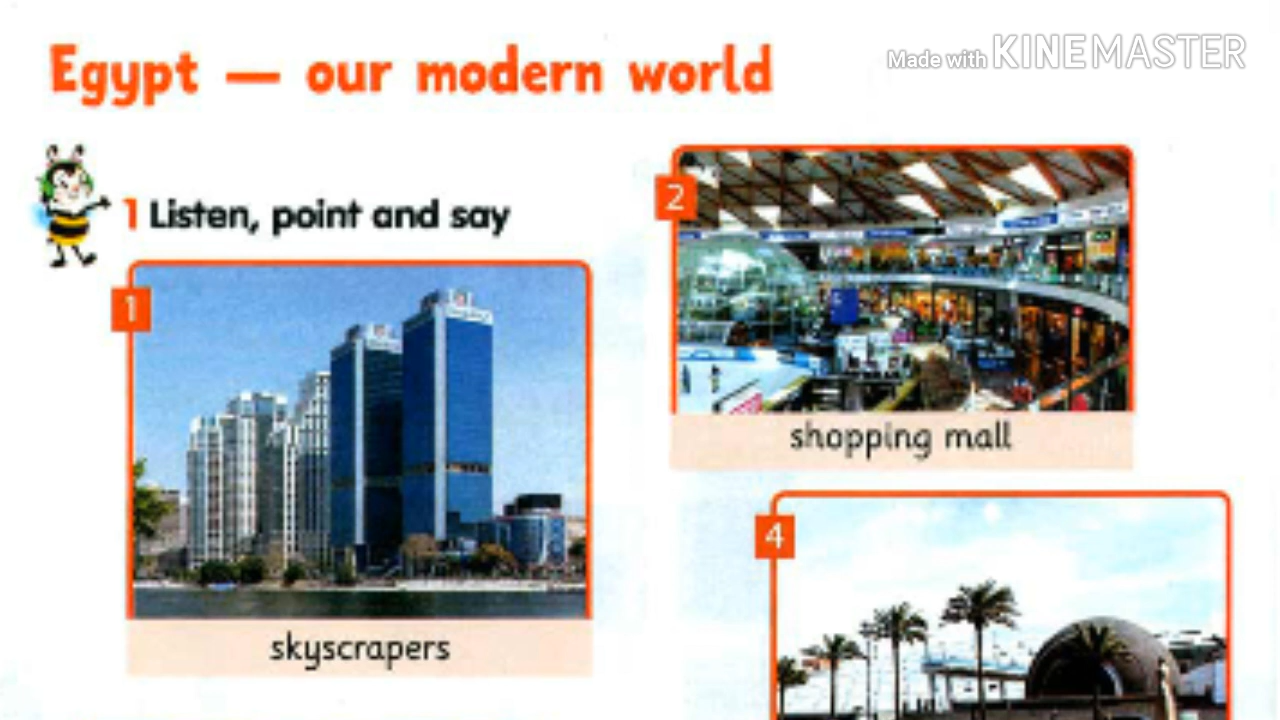 Egypt — our modern world
Made with KINEMASTER
1 Listen, point and say
2
1
shopping mall
4
skyscrapers